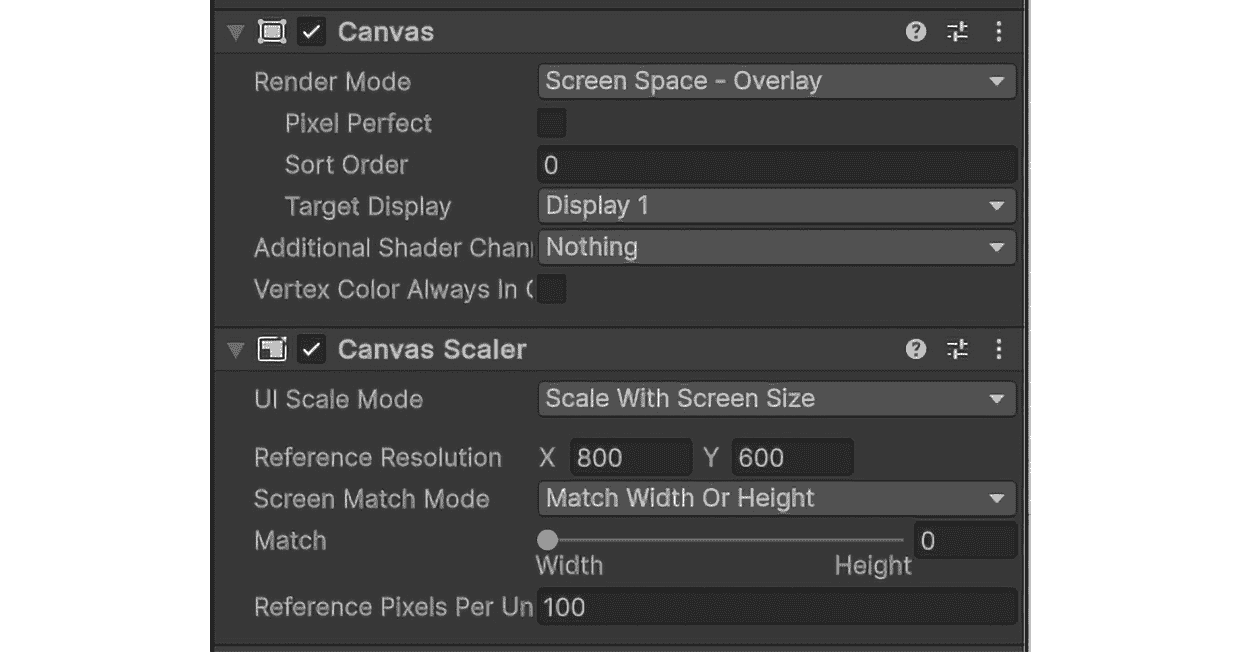 Canvas
Render Mode Screen Space - Overlay
Pixel Perfect
Sort Order 0
Target Display Display 1
Additional Shader Chan Nothing
Vertex Color Always In
Canvas Scaler
UI Scale Mode Scale With Screen Size
Reference Resolution X 800 Y 600
Screen Match Mode Match Width Or Height
Match 0
Width Height
Reference Pixels Per Un 100